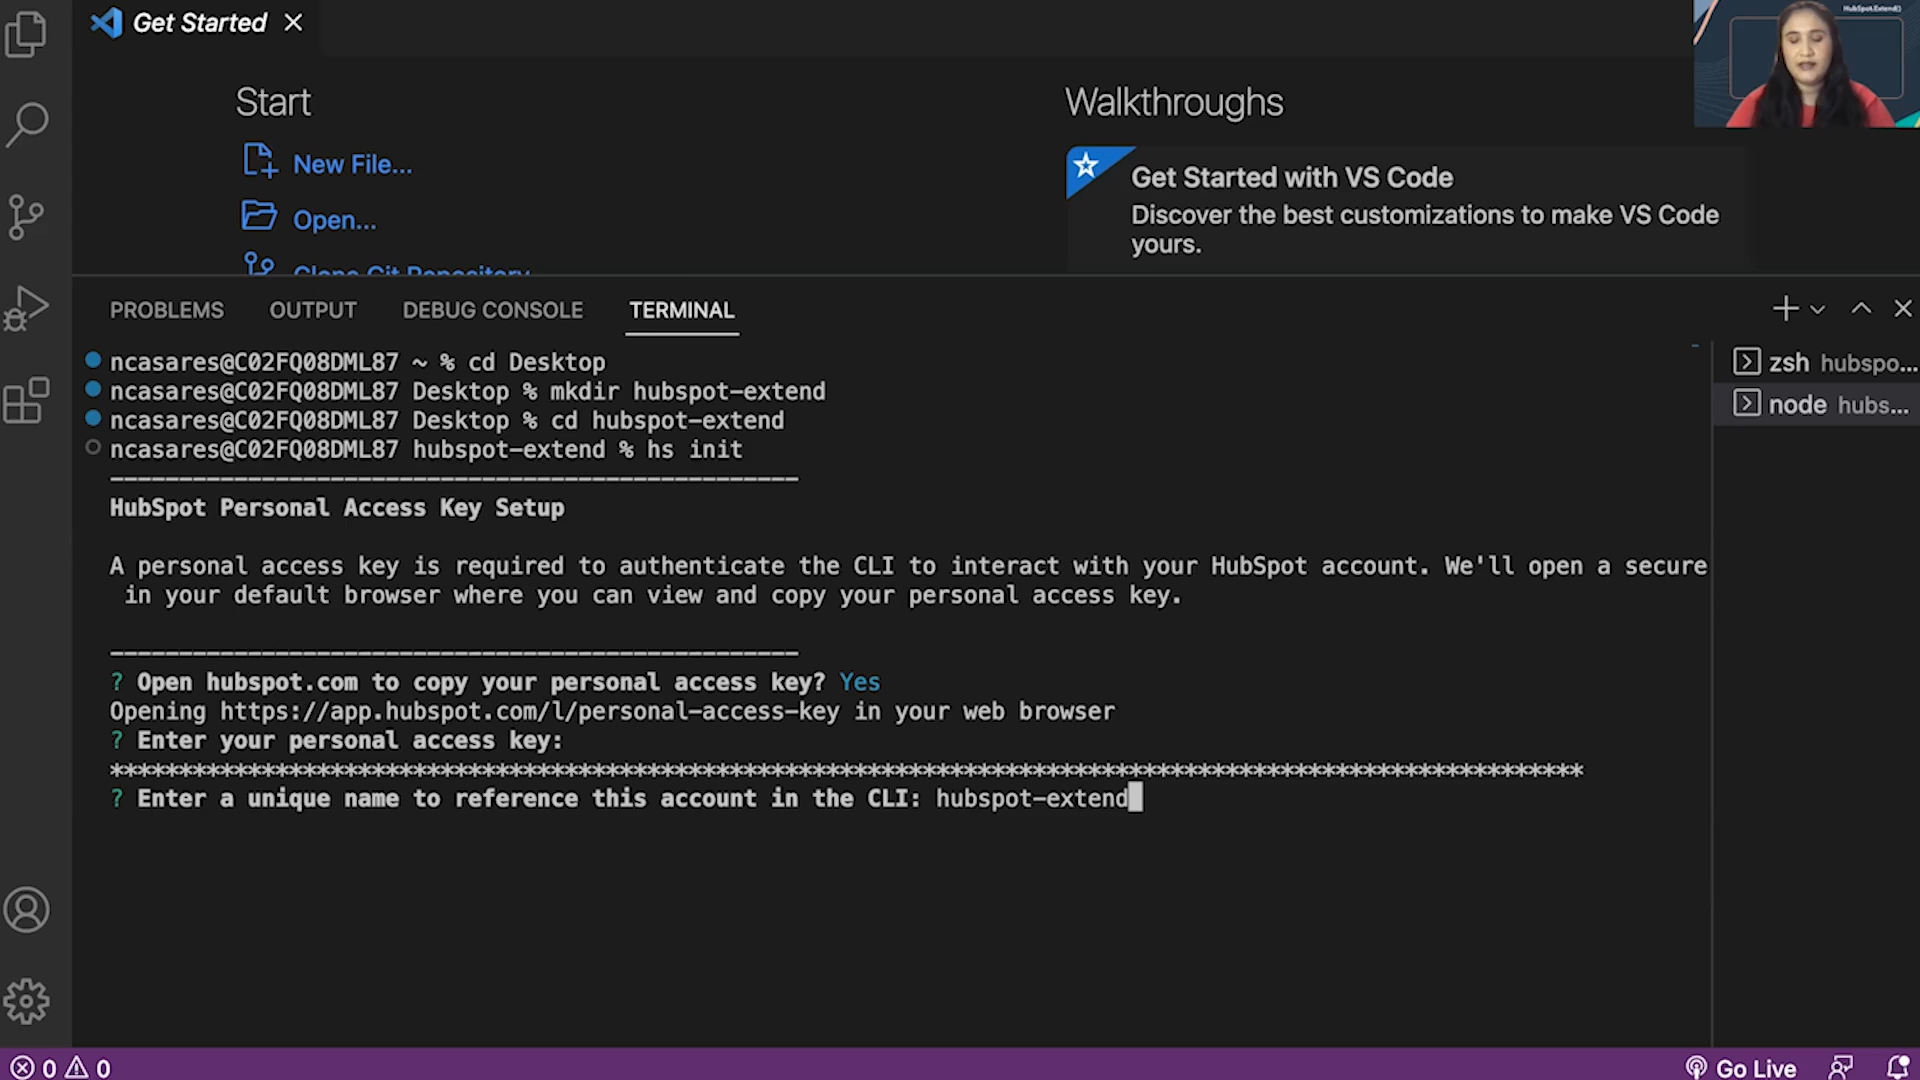 Get Started
HubSpot.Extend()
Start
Walkthroughs
New File...
Open...
Clone Git Repository
Get Started with VS Code
Discover the best customizations to make VS Code
yours.
PROBLEMS OUTPUT DEBUG CONSOLE TERMINAL
ncasares@C02FQ08DML87 ~ % cd Desktop
ncasares@C02FQ08DML87 Desktop % mkdir hubspot-extend
ncasares@C02FQ08DML87 Desktop % cd hubspot-extend
ncasares@C02FQ08DML87 hubspot-extend % hs init
--------------------------------------------------
HubSpot Personal Access Key Setup
A personal access key is required to authenticate the CLI to interact with your HubSpot account. We'll open a secure
in your default browser where you can view and copy your personal access key.
--------------------------------------------------
? Open hubspot.com to copy your personal access key? Yes
Opening https://app.hubspot.com/l/personal-access-key in your web browser
? Enter your personal access key:
***********************************************************************************************************
? Enter a unique name to reference this account in the CLI: hubspot-extend
zsh hubspo...
node hubs...
0 0
Go Live